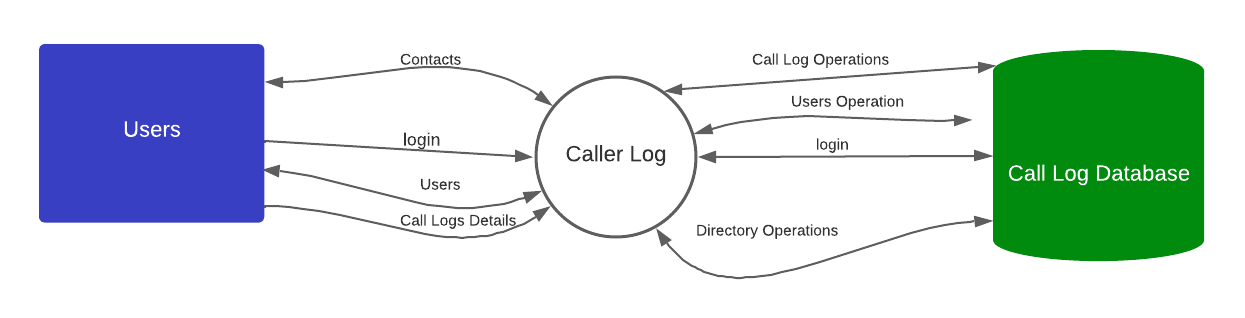 Contacts
Call Log Operations
Users Operation
Users
login
login
Caller Log
Call Log Database
Users
Call Logs Details
Directory Operations